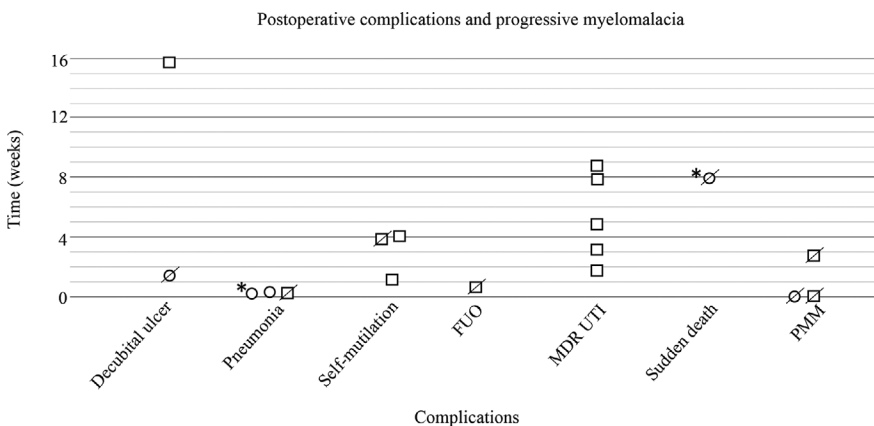 Postoperative complications and progressive myelomalacia
Time (weeks)
16
12
8
4
0
*
*
Decubital ulcer
Pneumonia
Self-mutilation
FUO
MDR UTI
Sudden death
PMM
Complications